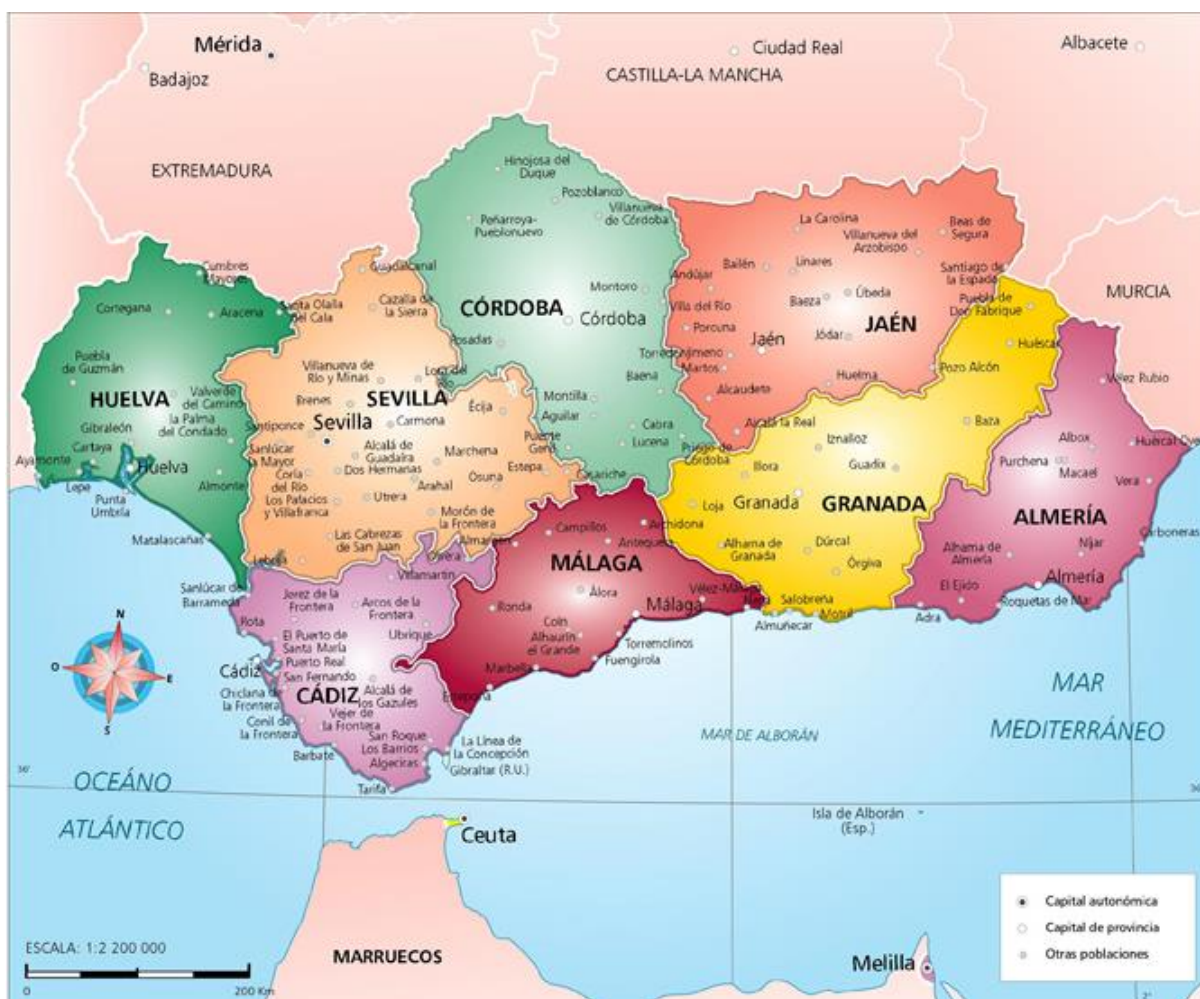 Mérida
Ciudad Real
Albacete
Badajoz
CASTILLA-LA MANCHA
EXTREMADURA
Hinojosa del
Duque
Pozoblanco
Villanueva
de Córdoba
Peñarroya-
Pueblonuevo
La Carolina
Beas de
Segura
Villanueva del
Arzobispo
Cumbres
Mayores
Guadalcanal
Bailén
Linares
Andújar
Santiago de
la Espada
MURCIA
Cortegana
Aracena
Santa Olalla
del Cala
Cazalla de
la Sierra
Montoro
CÓRDOBA
Córdoba
Villa del Río
Baeza
Úbeda
Puebla de
Don Fabrique
Porcuna
JAÉN
Jaén
Jódar
Huéscar
Posadas
Puebla
de Guzmán
Villanueva de
Río y Minas
Lora del
Río
Torredonjimeno
Martos
Baena
Huelma
Pozo Alcón
Vélez Rubio
HUELVA
Valverde
del Camino
la Palma
del Condado
Brenes
SEVILLA
Sevilla
Écija
Montilla
Alcaudete
Carmona
Aguilar
Gibraleón
Cartaya
Santiponce
Cabra
Lucena
Alcalá la Real
Baza
Iznalloz
Puente
Genil
Priego de
Córdoba
Albox
Huercal Ove
Ayamonte
Huelva
Lepe
Sanlúcar
la Mayor
Alcalá de
Guadaira
Marchena
Purchena
Macael
Coria
del Río
Dos Hermanas
Estepa
Casariche
Illora
Guadix
Vera
Almonte
Arahal
Osuna
Punta
Umbría
Los Palacios
y Villafranca
Utrera
Granada
GRANADA
Loja
ALMERÍA
Morón de
la Frontera
Archidona
Matalascañas
Las Cabezas
de San Juan
Campillos
Antequera
Carboneras
Almargen
Olvera
Alhama de
Granada
Dúrcal
Alhama de
Almería
Níjar
Lebrija
MÁLAGA
Órgiva
Villamartín
Almería
Sanlúcar de
Barrameda
Jerez de la
Frontera
Arcos de la
Frontera
Álora
Vélez-Málaga
El Ejido
Ronda
Málaga
Nerja
Salobreña
Motril
Roquetas de Mar
Almuñecar
Adra
Rota
Ubrique
El Puerto de
Santa María
Coín
Alhaurín
el Grande
Torremolinos
Fuengirola
Puerto Real
Cádiz
San Fernando
Marbella
Chiclana de
la Frontera
CÁDIZ
Alcalá de
los Gazules
Estepona
Conil de
la Frontera
Vejer de
la Frontera
San Roque
Los Barrios
Algeciras
La Línea de
la Concepción
Gibraltar (R.U.)
Barbate
Tarifa
N
O
E
S
MAR
MEDITERRÁNEO
MAR DE ALBORÁN
36'
36
OCEÁNO
ATLÁNTICO
Isla de Alborán
(Esp.)
Ceuta
MARRUECOS
Melilla
Capital autonómica
Capital de provincia
Otras poblaciones
ESCALA: 1:2 200 000
0
200 Km
2'